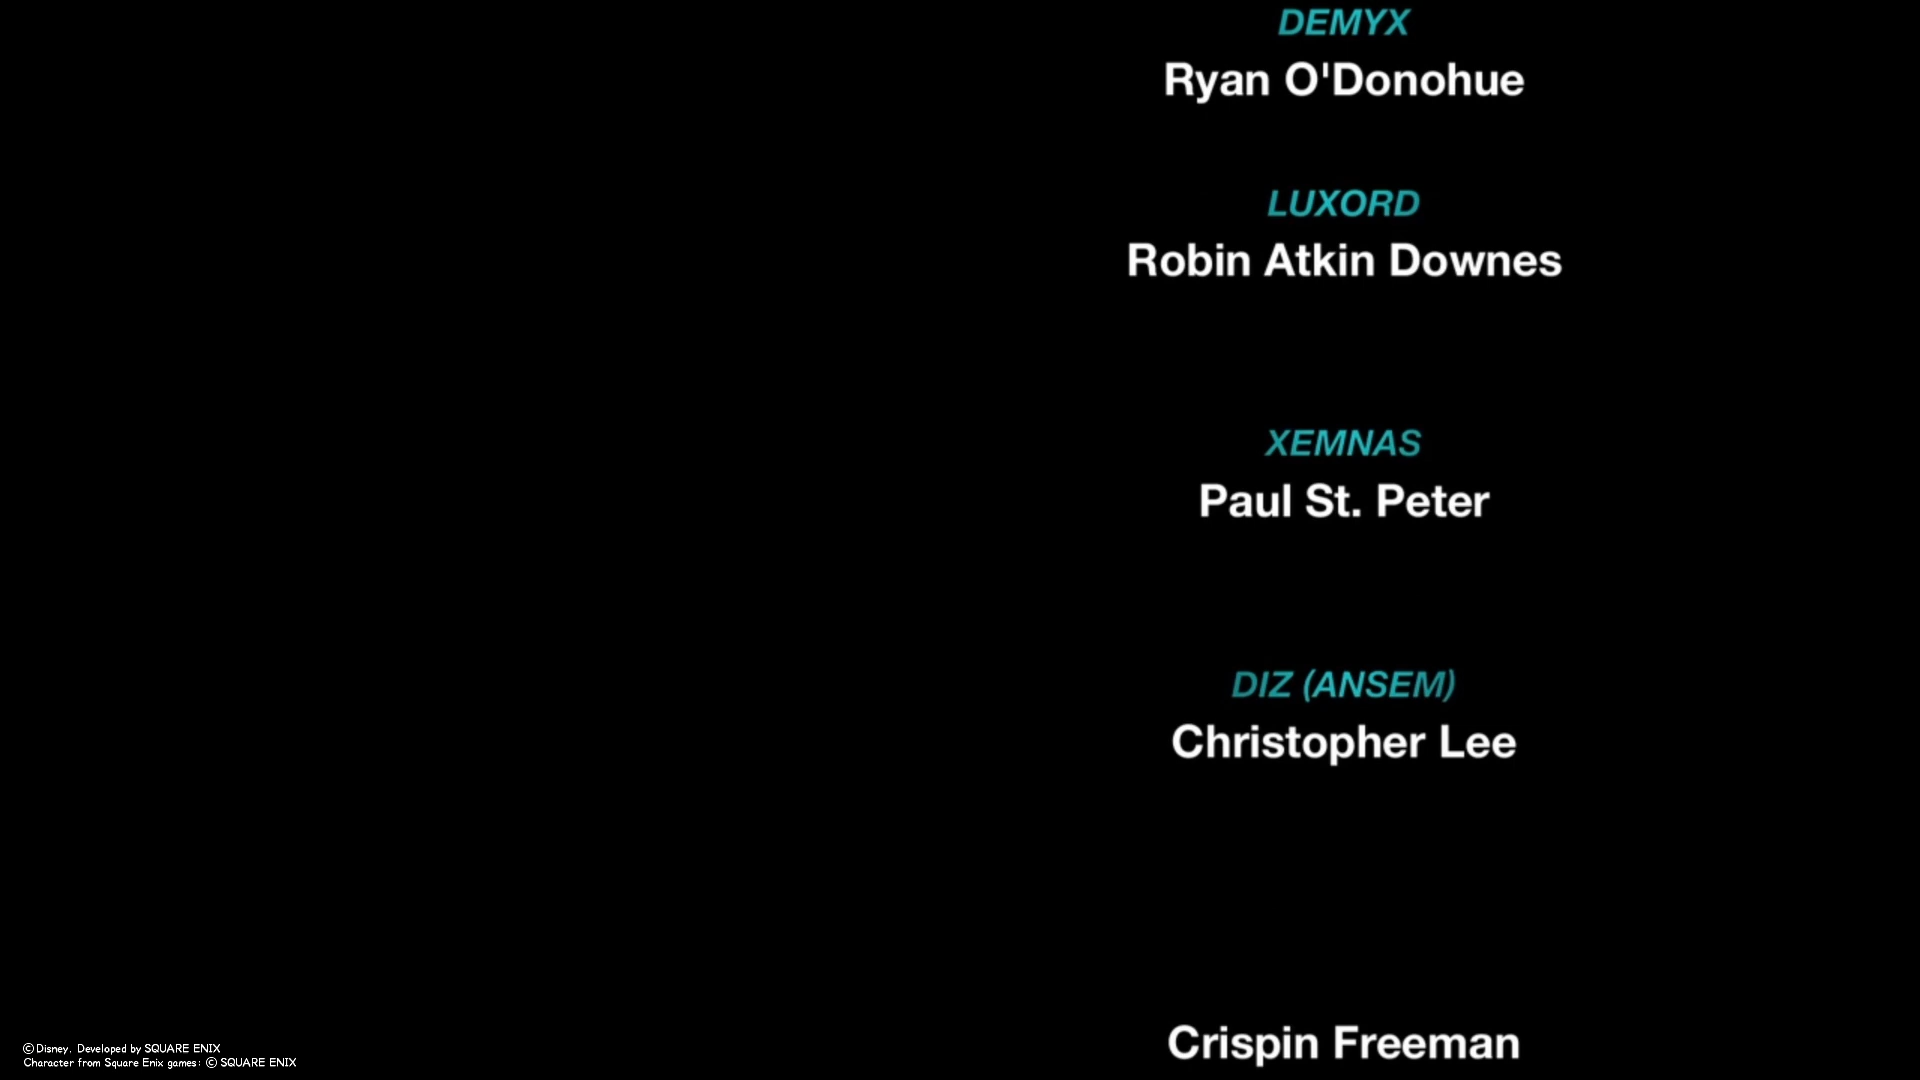 DEMYX
Ryan O'Donohue
LUXORD
Robin Atkin Downes
XEMNAS
Paul St. Peter
DIZ (ANSEM)
Christopher Lee
Crispin Freeman
©Disney. Developed by SQUARE ENIX
Character from Square Enix games: © SQUARE ENIX